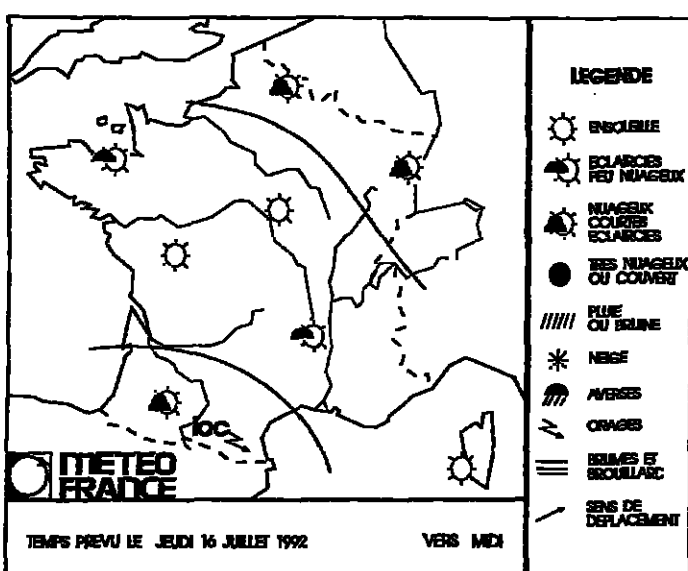 LEGENDE
ENSOLEILLE
ECLAIRCIES
PEU NUAGEUX
NUAGEUX
COURTES
ECLAIRCIES
TRES NUAGEUX
OU COUVERT
PLUIE
OU BRUINE
NEIGE
AVERSES
ORAGES
BRUMES ET
BROUILLARD
SENS DE
DEPLACEMENT
loc
METEO
FRANCE
TEMPS PREVU LE JEUDI 16 JUILLET 1992 VERS MIDI